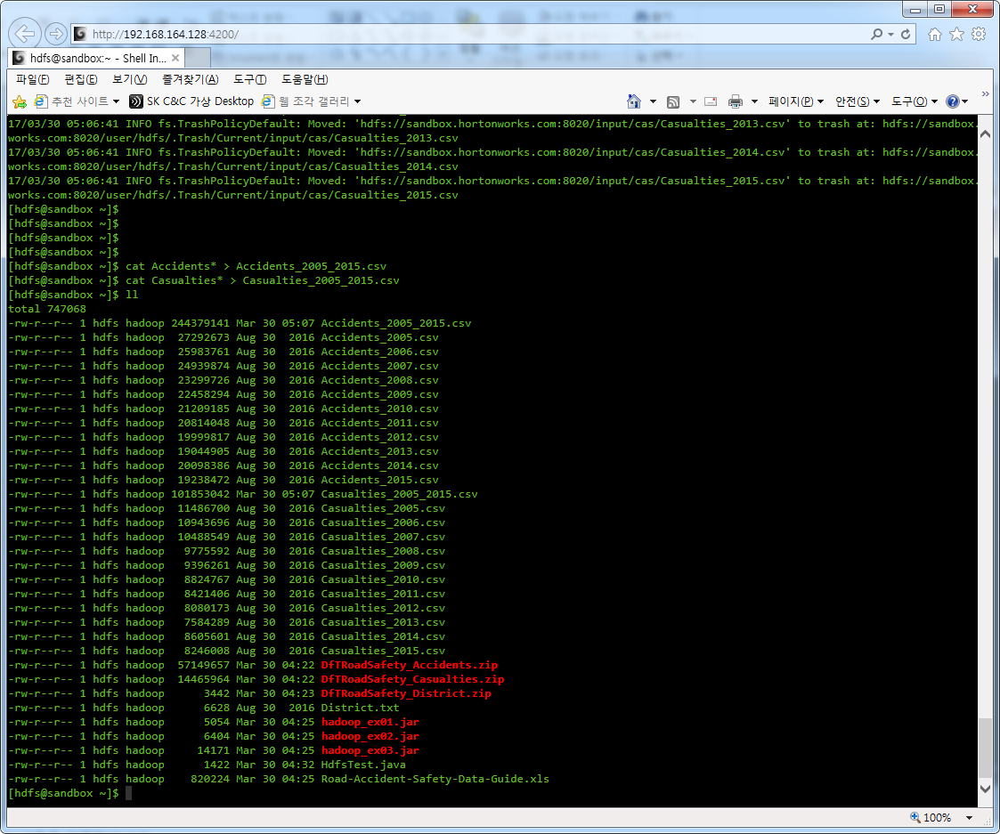 http://192.168.164.128:4200/
hdfs@sandbox:~ - Shell In...
파일(F) 편집(E) 보기(V) 즐겨찾기(A) 도구(T) 도움말(H)
추천 사이트 SK C&C 가상 Desktop 웹 조각 갤러리 페이지(P) 안전(S) 도구(O)
17/03/30 05:06:41 INFO fs.TrashPolicyDefault: Moved: 'hdfs://sandbox.hortonworks.com:8020/input/cas/Casualties_2013.csv' to trash at: hdfs://sandbox.
works.com:8020/user/hdfs/.Trash/Current/input/cas/Casualties_2013.csv
17/03/30 05:06:41 INFO fs.TrashPolicyDefault: Moved: 'hdfs://sandbox.hortonworks.com:8020/input/cas/Casualties_2014.csv' to trash at: hdfs://sandbox.
works.com:8020/user/hdfs/.Trash/Current/input/cas/Casualties_2014.csv
17/03/30 05:06:41 INFO fs.TrashPolicyDefault: Moved: 'hdfs://sandbox.hortonworks.com:8020/input/cas/Casualties_2015.csv' to trash at: hdfs://sandbox.
works.com:8020/user/hdfs/.Trash/Current/input/cas/Casualties_2015.csv
[hdfs@sandbox ~]$
[hdfs@sandbox ~]$
[hdfs@sandbox ~]$
[hdfs@sandbox ~]$
[hdfs@sandbox ~]$ cat Accidents* > Accidents_2005_2015.csv
[hdfs@sandbox ~]$ cat Casualties* > Casualties_2005_2015.csv
[hdfs@sandbox ~]$ ll
total 747068
-rw-r--r-- 1 hdfs hadoop 244379141 Mar 30 05:07 Accidents_2005_2015.csv
-rw-r--r-- 1 hdfs hadoop  27292673 Aug 30  2016 Accidents_2005.csv
-rw-r--r-- 1 hdfs hadoop  25983761 Aug 30  2016 Accidents_2006.csv
-rw-r--r-- 1 hdfs hadoop  24939874 Aug 30  2016 Accidents_2007.csv
-rw-r--r-- 1 hdfs hadoop  23299726 Aug 30  2016 Accidents_2008.csv
-rw-r--r-- 1 hdfs hadoop  22458294 Aug 30  2016 Accidents_2009.csv
-rw-r--r-- 1 hdfs hadoop  21209185 Aug 30  2016 Accidents_2010.csv
-rw-r--r-- 1 hdfs hadoop  20814048 Aug 30  2016 Accidents_2011.csv
-rw-r--r-- 1 hdfs hadoop  19999817 Aug 30  2016 Accidents_2012.csv
-rw-r--r-- 1 hdfs hadoop  19044905 Aug 30  2016 Accidents_2013.csv
-rw-r--r-- 1 hdfs hadoop  20098386 Aug 30  2016 Accidents_2014.csv
-rw-r--r-- 1 hdfs hadoop  19238472 Aug 30  2016 Accidents_2015.csv
-rw-r--r-- 1 hdfs hadoop 101853042 Mar 30 05:07 Casualties_2005_2015.csv
-rw-r--r-- 1 hdfs hadoop  11486700 Aug 30  2016 Casualties_2005.csv
-rw-r--r-- 1 hdfs hadoop  10943696 Aug 30  2016 Casualties_2006.csv
-rw-r--r-- 1 hdfs hadoop  10488549 Aug 30  2016 Casualties_2007.csv
-rw-r--r-- 1 hdfs hadoop   9775592 Aug 30  2016 Casualties_2008.csv
-rw-r--r-- 1 hdfs hadoop   9396261 Aug 30  2016 Casualties_2009.csv
-rw-r--r-- 1 hdfs hadoop   8824767 Aug 30  2016 Casualties_2010.csv
-rw-r--r-- 1 hdfs hadoop   8421406 Aug 30  2016 Casualties_2011.csv
-rw-r--r-- 1 hdfs hadoop   8080173 Aug 30  2016 Casualties_2012.csv
-rw-r--r-- 1 hdfs hadoop   7584289 Aug 30  2016 Casualties_2013.csv
-rw-r--r-- 1 hdfs hadoop   8605601 Aug 30  2016 Casualties_2014.csv
-rw-r--r-- 1 hdfs hadoop   8246008 Aug 30  2016 Casualties_2015.csv
-rw-r--r-- 1 hdfs hadoop  57149657 Mar 30 04:22 DfTRoadSafety_Accidents.zip
-rw-r--r-- 1 hdfs hadoop  14465964 Mar 30 04:22 DfTRoadSafety_Casualties.zip
-rw-r--r-- 1 hdfs hadoop      3442 Mar 30 04:23 DfTRoadSafety_District.zip
-rw-r--r-- 1 hdfs hadoop      6628 Aug 30  2016 District.txt
-rw-r--r-- 1 hdfs hadoop      5054 Mar 30 04:25 hadoop_ex01.jar
-rw-r--r-- 1 hdfs hadoop      6404 Mar 30 04:25 hadoop_ex02.jar
-rw-r--r-- 1 hdfs hadoop     14171 Mar 30 04:25 hadoop_ex03.jar
-rw-r--r-- 1 hdfs hadoop      1422 Mar 30 04:32 HdfsTest.java
-rw-r--r-- 1 hdfs hadoop    820224 Mar 30 04:25 Road-Accident-Safety-Data-Guide.xls
[hdfs@sandbox ~]$
100%